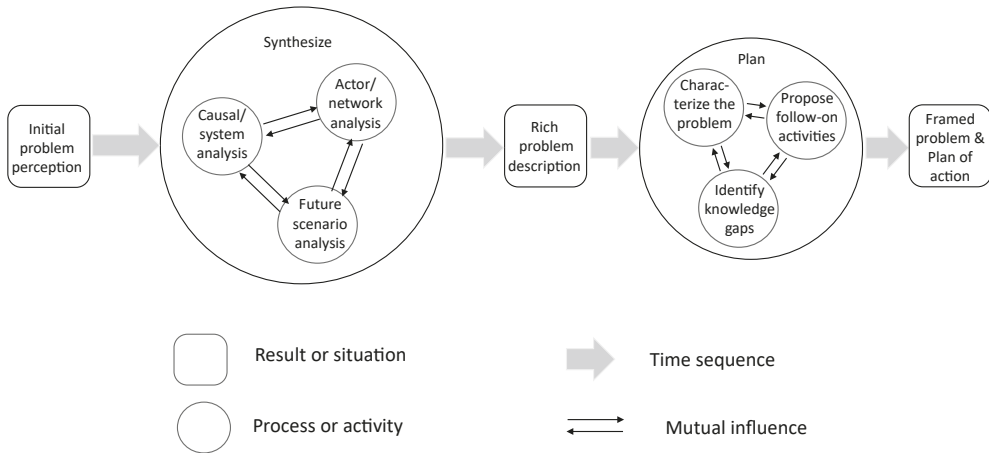 Initial
problem
perception
Synthesize
Causal/
system
analysis
Actor/
network
analysis
Future
scenario
analysis
Rich
problem
description
Plan
Charac-
terize the
problem
Propose
follow-on
activities
Identify
knowledge
gaps
Framed
problem &
Plan of
action
Result or situation
Time sequence
Process or activity
Mutual influence